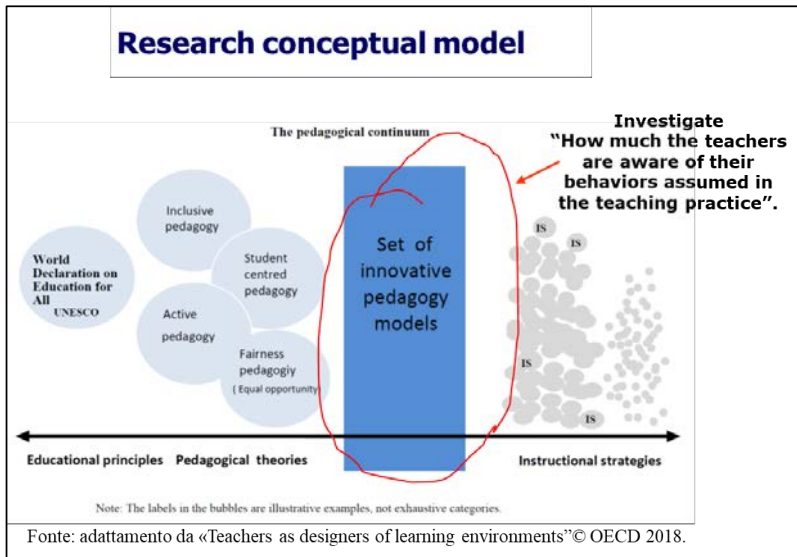 Research conceptual model
The pedagogical continuum
Investigate
“How much the teachers
are aware of their
behaviors assumed in
the teaching practice”.
World
Declaration on
Education for
All
UNESCO
Inclusive
pedagogy
Student
centred
pedagogy
Active
pedagogy
Fairness
pedagogiy
( Equal opportunity)
Set of
innovative
pedagogy
models
IS
IS
IS
IS
Educational principles
Pedagogical theories
Instructional strategies
Note: The labels in the bubbles are illustrative examples, not exhaustive categories.
Fonte: adattamento da «Teachers as designers of learning environments”© OECD 2018.